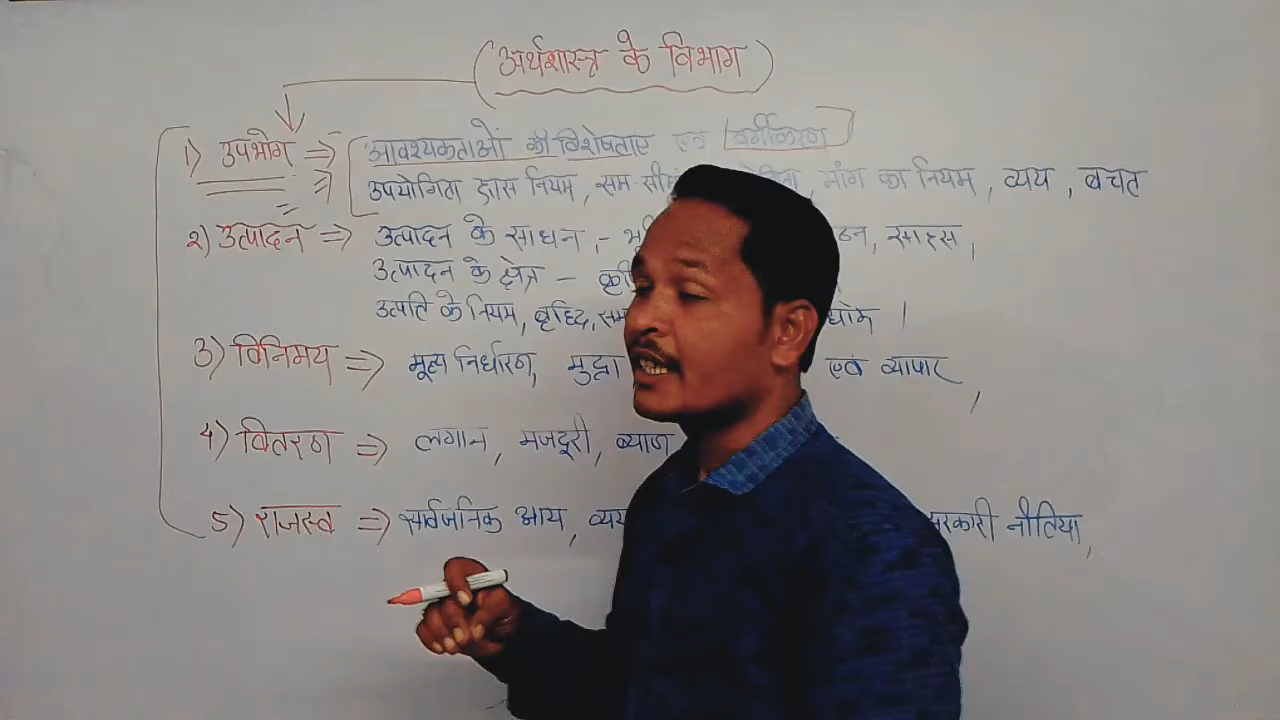 (अर्थशास्त्र के विभाग)
1) उपभोग ⇒ आवश्यकताओं की विशेषताए एवं वर्गीकरण
उपयोगिता ह्रास नियम, सम-सीमां , मांग का नियम, व्यय, बचत
2) उत्पादन ⇒ उत्पादन के साधन, - साहस,
उत्पादन के क्षेत्र -
उत्पति के नियम, वृद्धि,
3) विनिमय ⇒ मूल्य निर्धारण, मुद्रा एवं व्यापार,
4) वितरण ⇒ लगान, मजदूरी, ब्याज
5) राजस्व ⇒ सार्वजनिक आय, व्यय सरकारी नीतिया,